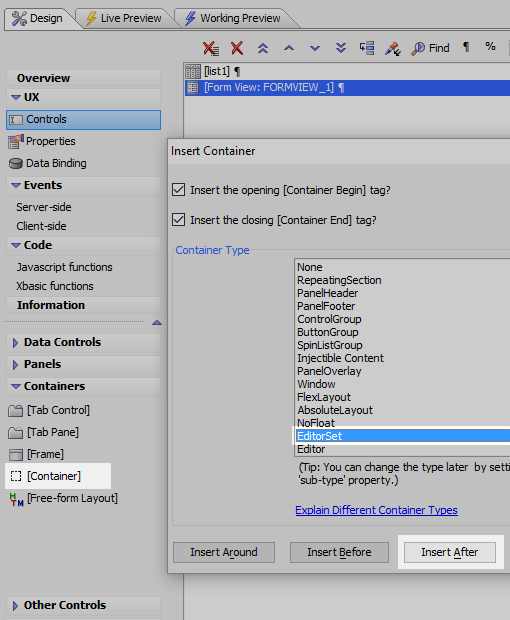 Design
Live Preview
Working Preview
Find ¶ %
Overview
UX
Controls
Properties
Data Binding
Events
Server-side
Client-side
Code
Javascript functions
Xbasic functions
Information
Data Controls
Panels
Containers
[Tab Control]
[Tab Pane]
[Frame]
[Container]
HTM [Free-form Layout]
Other Controls
[list1] ¶
[Form View: FORMVIEW_1] ¶
Insert Container
Insert the opening [Container Begin] tag?
Insert the closing [Container End] tag?
Container Type
None
RepeatingSection
PanelHeader
PanelFooter
ControlGroup
ButtonGroup
SpinListGroup
Injectible Content
PanelOverlay
Window
FlexLayout
AbsoluteLayout
NoFloat
EditorSet
Editor
(Tip: You can change the type later by setti
'sub-type' property.)
Explain Different Container Types
Insert Around
Insert Before
Insert After